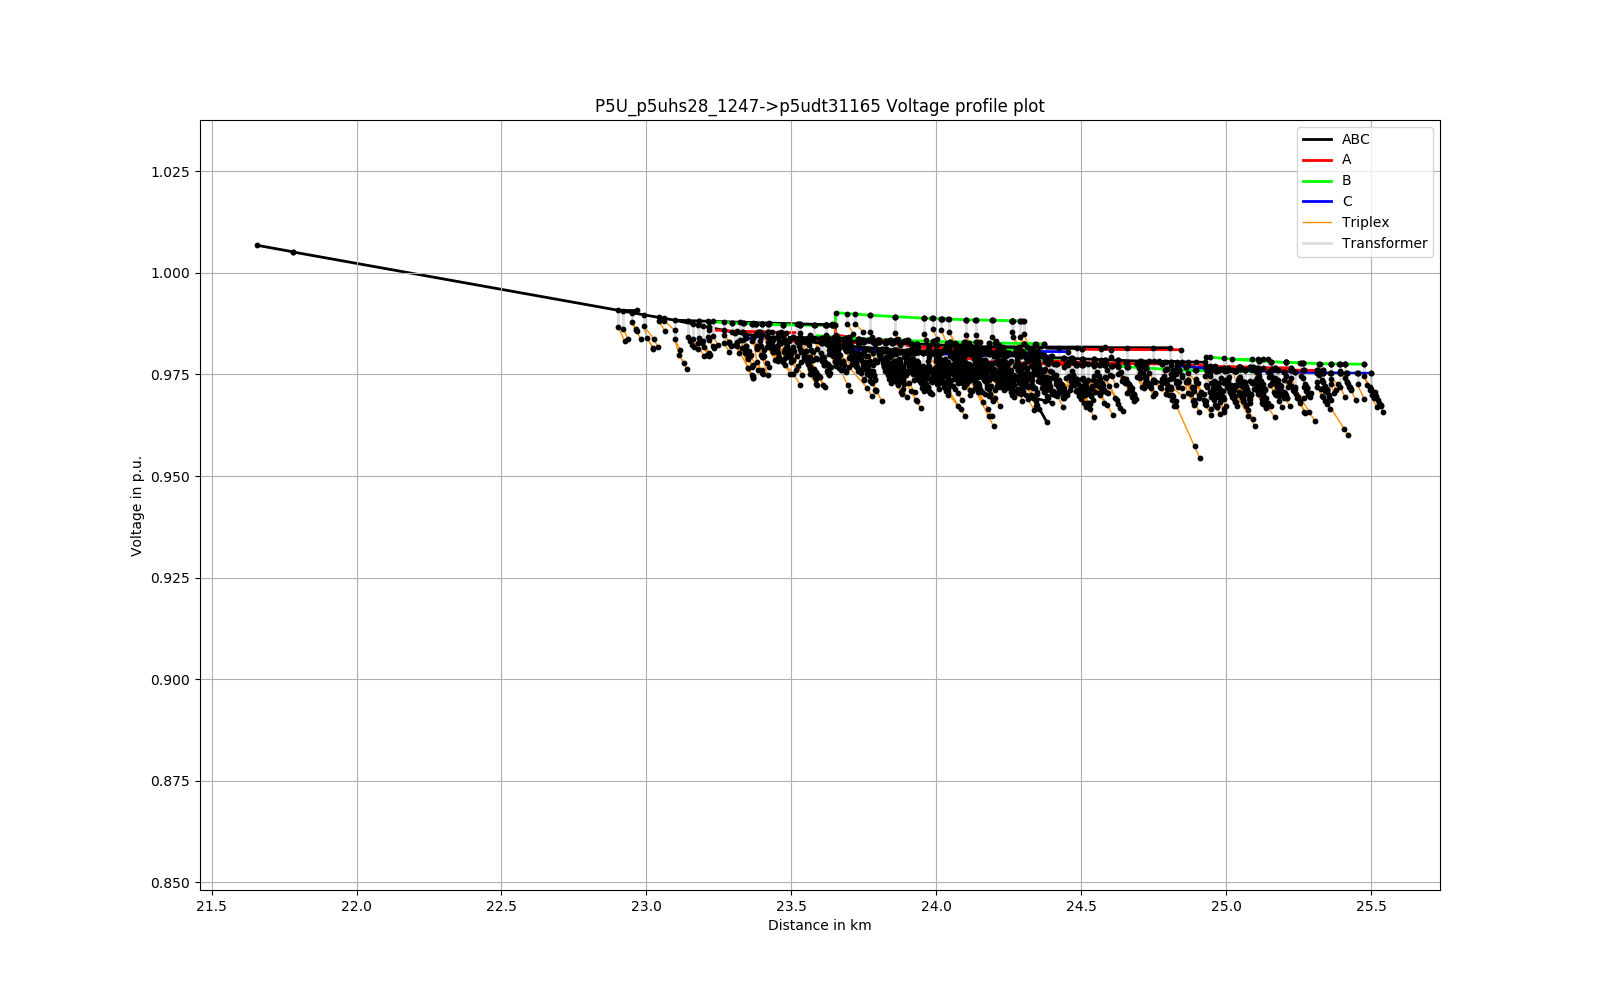 P5U_p5uhs28_1247->p5udt31165 Voltage profile plot
ABC
A
B
C
Triplex
Transformer
1.025
1.000
0.975
0.950
0.925
0.900
0.875
0.850
Voltage in p.u.
21.5 22.0 22.5 23.0 23.5 24.0 24.5 25.0 25.5
Distance in km